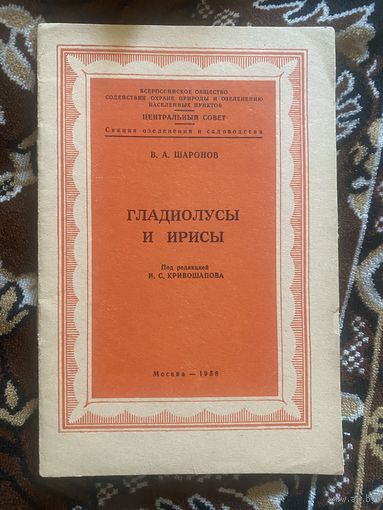 ВСЕРОССИЙСКОЕ ОБЩЕСТВО
СОДЕЙСТВИЯ ОХРАНЕ ПРИРОДЫ И ОЗЕЛЕНЕНИЮ
НАСЕЛЕННЫХ ПУНКТОВ
ЦЕНТРАЛЬНЫЙ СОВЕТ
Секция озеленения и садоводства
В. А. ШАРОНОВ
ГЛАДИОЛУСЫ
И ИРИСЫ
Под редакцией
И. С. КРИВОШАПОВА
Москва — 1958